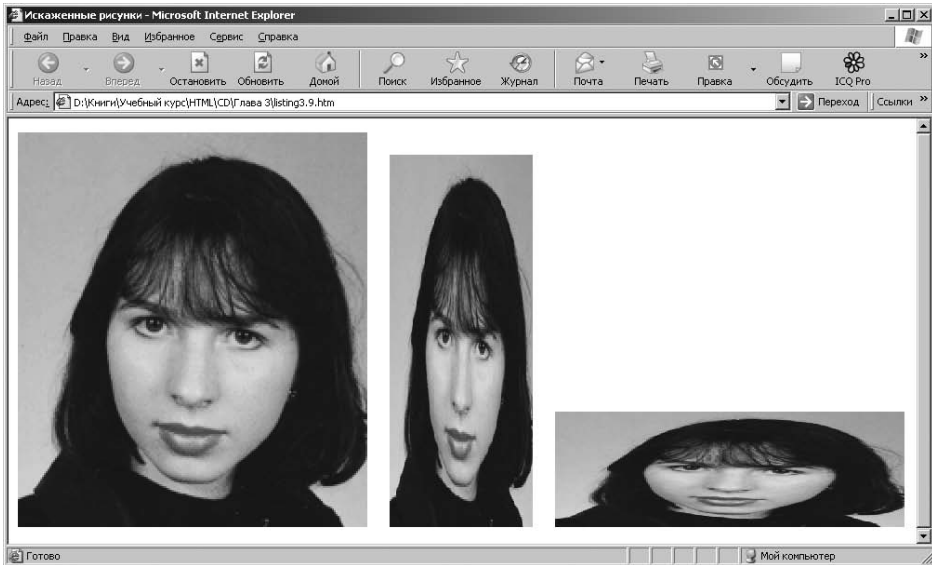 Искаженные рисунки - Microsoft Internet Explorer
Файл Правка Вид Избранное Сервис Справка
Назад Вперед Остановить Обновить Домой Поиск Избранное Журнал Почта Печать Правка Обсудить ICQ Pro »
Адрес: D:\Книги\Учебный курс\HTML\CD\Глава 3\listing3.9.htm Переход Ссылки »
Готово Мой компьютер